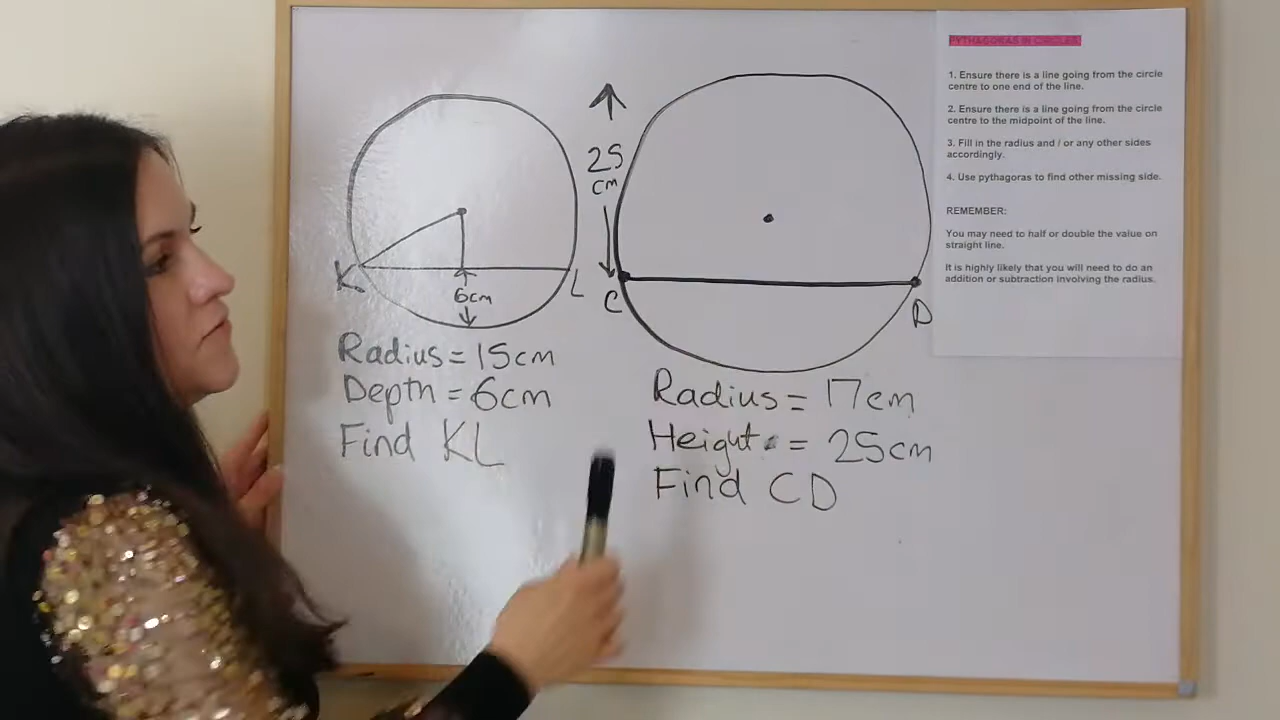 K
L
6cm
Radius = 15cm
Depth = 6cm
Find KL
25
cm
C
D
Radius = 17cm
Height = 25cm
Find CD
PYTHAGORAS IN CIRCLES
1. Ensure there is a line going from the circle
centre to one end of the line.
2. Ensure there is a line going from the circle
centre to the midpoint of the line.
3. Fill in the radius and / or any other sides
accordingly.
4. Use pythagoras to find other missing side.
REMEMBER:
You may need to half or double the value on
straight line.
It is highly likely that you will need to do an
addition or subtraction involving the radius.